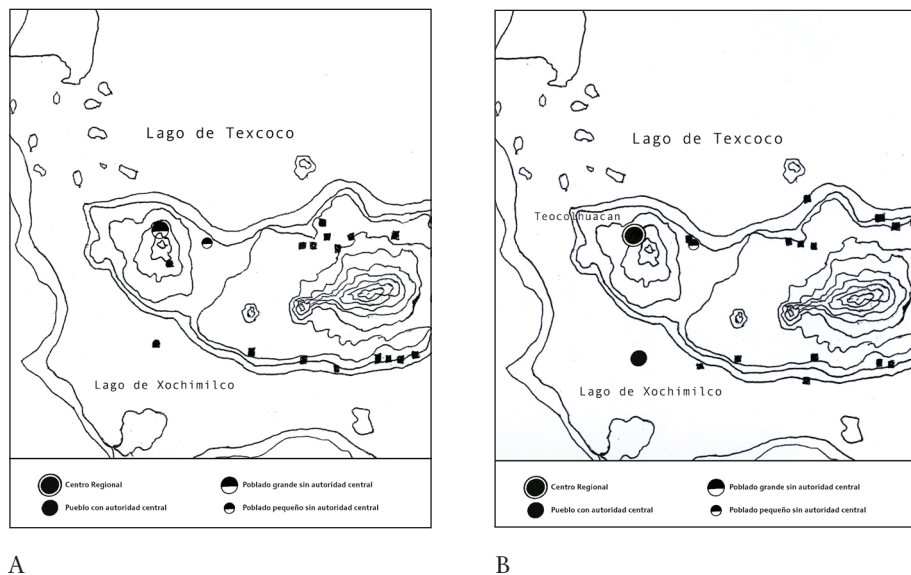 Lago de Texcoco
Lago de Xochimilco
Centro Regional
Poblado grande sin autoridad central
Pueblo con autoridad central
Poblado pequeño sin autoridad central
A
Lago de Texcoco
Teocolhuacan
Lago de Xochimilco
Centro Regional
Poblado grande sin autoridad central
Pueblo con autoridad central
Poblado pequeño sin autoridad central
B